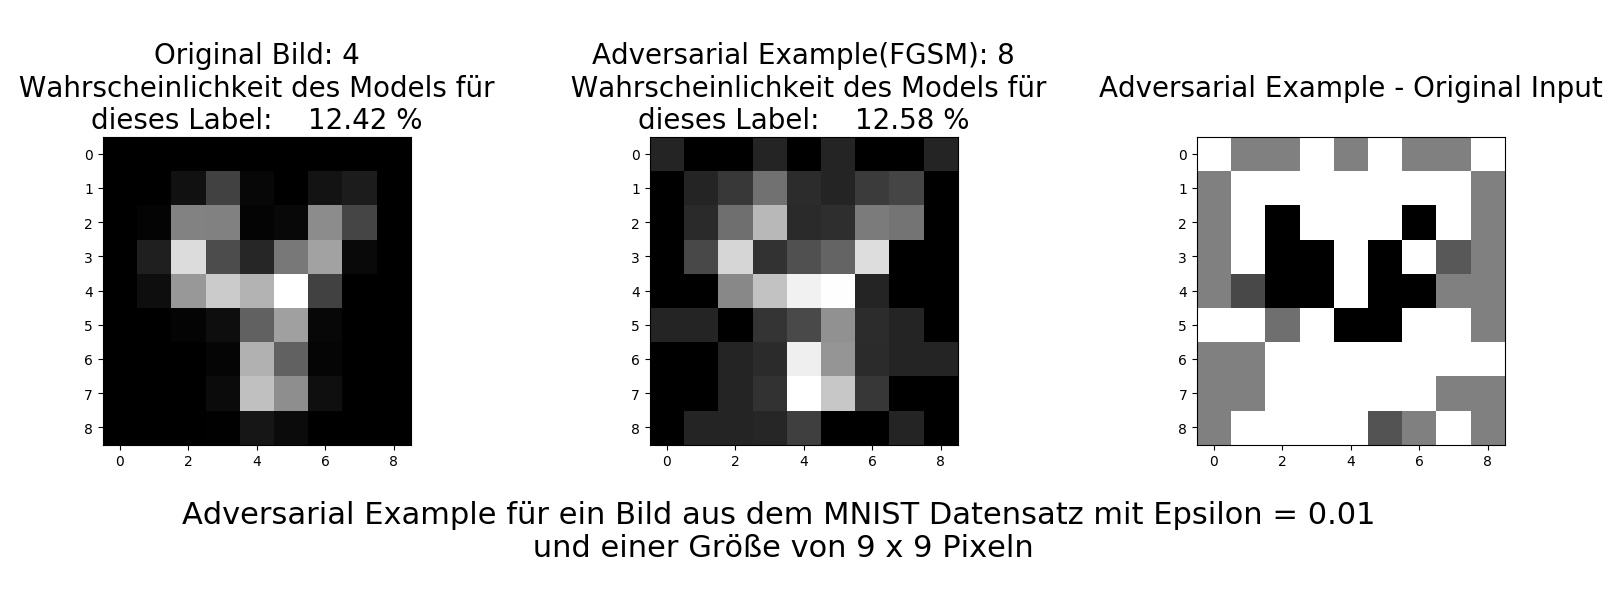 Original Bild: 4
Wahrscheinlichkeit des Models für
dieses Label: 12.42 %
Adversarial Example(FGSM): 8
Wahrscheinlichkeit des Models für
dieses Label: 12.58 %
Adversarial Example - Original Input
0
1
2
3
4
5
6
7
8
0 2 4 6 8
0
1
2
3
4
5
6
7
8
0 2 4 6 8
0
1
2
3
4
5
6
7
8
0 2 4 6 8
Adversarial Example für ein Bild aus dem MNIST Datensatz mit Epsilon = 0.01
und einer Größe von 9 x 9 Pixeln